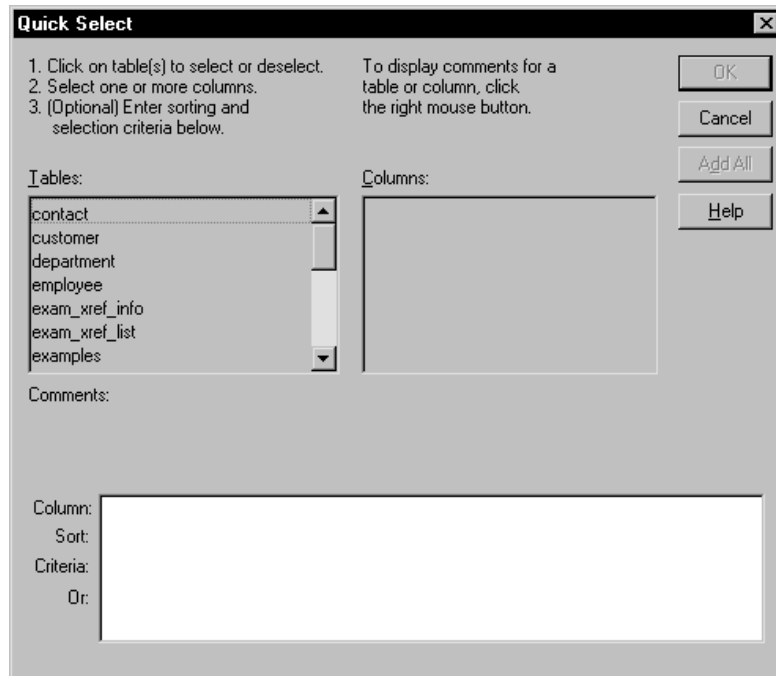 Quick Select
1. Click on table(s) to select or deselect.
2. Select one or more columns.
3. (Optional) Enter sorting and
selection criteria below.
To display comments for a
table or column, click
the right mouse button.
OK
Cancel
Add All
Help
Tables:
contact
customer
department
employee
exam_xref_info
exam_xref_list
examples
Columns:
Comments:
Column:
Sort:
Criteria:
Or: